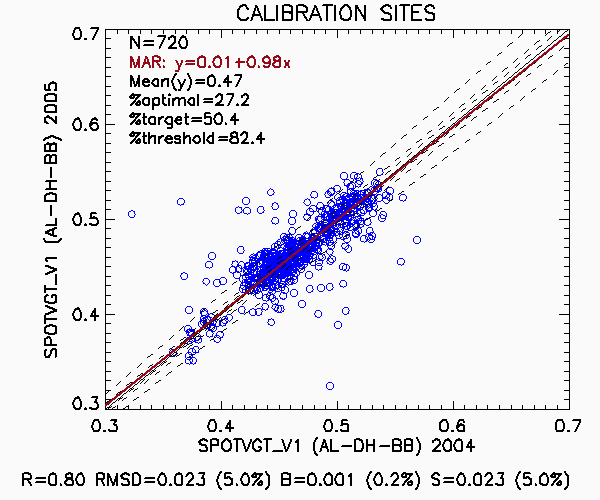 CALIBRATION SITES
0.7
N=720
MAR: y=0.01+0.98x
Mean(y)=0.47
%optimal=27.2
%target=50.4
%threshold=82.4
0.6
0.5
0.4
0.3
SPOTVGT_V1 (AL-DH-BB) 2005
0.3 0.4 0.5 0.6 0.7
SPOTVGT_V1 (AL-DH-BB) 2004
R=0.80 RMSD=0.023 (5.0%) B=0.001 (0.2%) S=0.023 (5.0%)